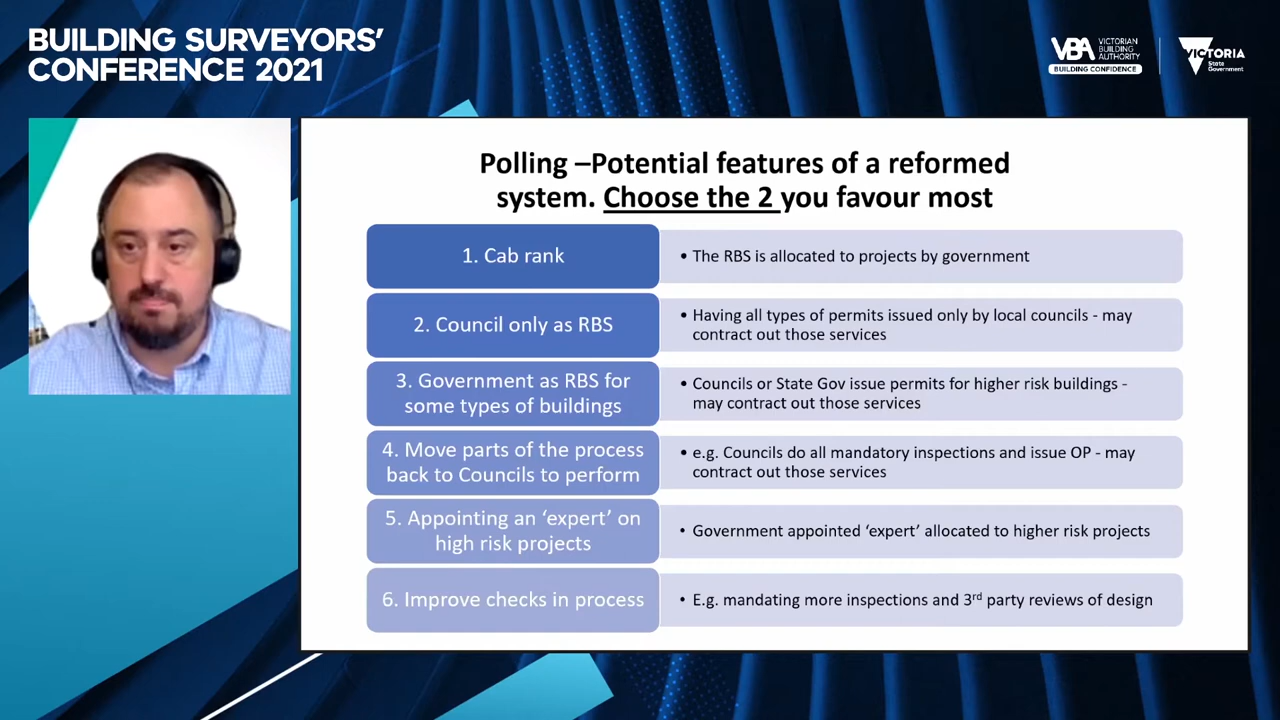 BUILDING SURVEYORS'
CONFERENCE 2021
VBA
VICTORIAN
BUILDING
AUTHORITY
BUILDING CONFIDENCE
VICTORIA
State
Government
Polling –Potential features of a reformed
system. Choose the 2 you favour most
1. Cab rank
• The RBS is allocated to projects by government
2. Council only as RBS
• Having all types of permits issued only by local councils - may
contract out those services
3. Government as RBS for
some types of buildings
• Councils or State Gov issue permits for higher risk buildings -
may contract out those services
4. Move parts of the process
back to Councils to perform
• e.g. Councils do all mandatory inspections and issue OP - may
contract out those services
5. Appointing an ‘expert’ on
high risk projects
• Government appointed ‘expert’ allocated to higher risk projects
6. Improve checks in process
• E.g. mandating more inspections and 3rd party reviews of design